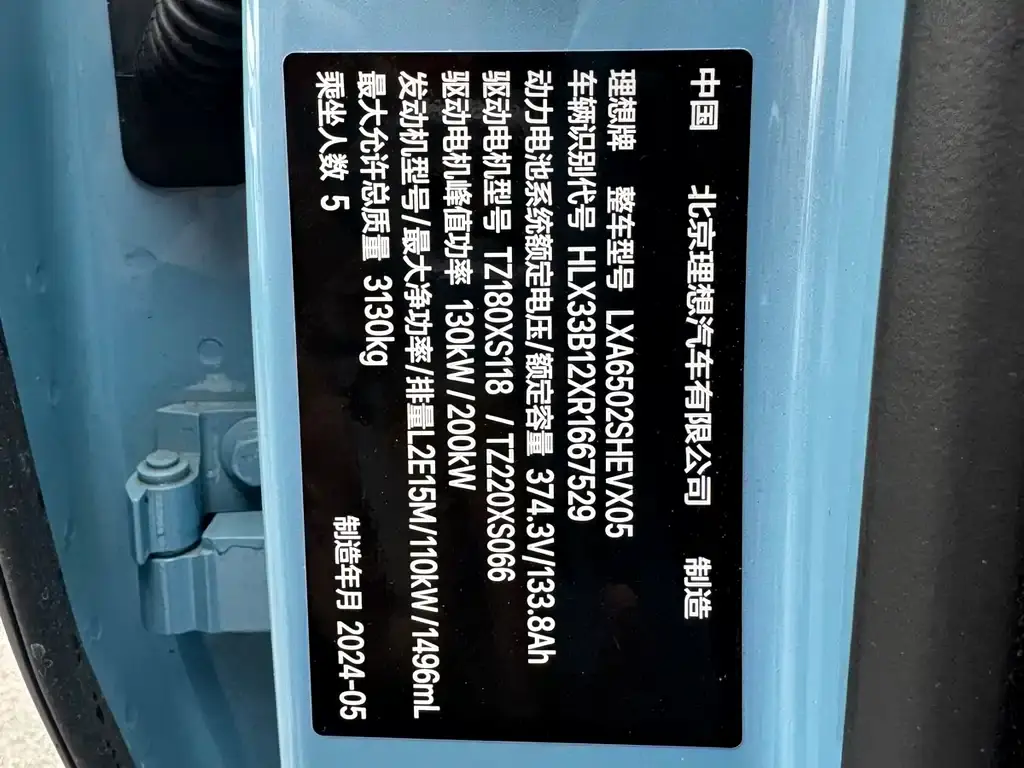 中国 北京理想汽车有限公司 制造
理想牌 整车型号 LXA6502SHEVX05
车辆识别代号 HLX33B12XR1667529
动力电池系统额定电压/额定容量 374.3V/133.8Ah
驱动电机型号 TZ180XS118 / TZ220XS066
驱动电机峰值功率 130kW / 200kW
发动机型号/最大净功率/排量L2E15M/110kW/1496mL
最大允许总质量 3130kg
乘坐人数 5 制造年月 2024-05